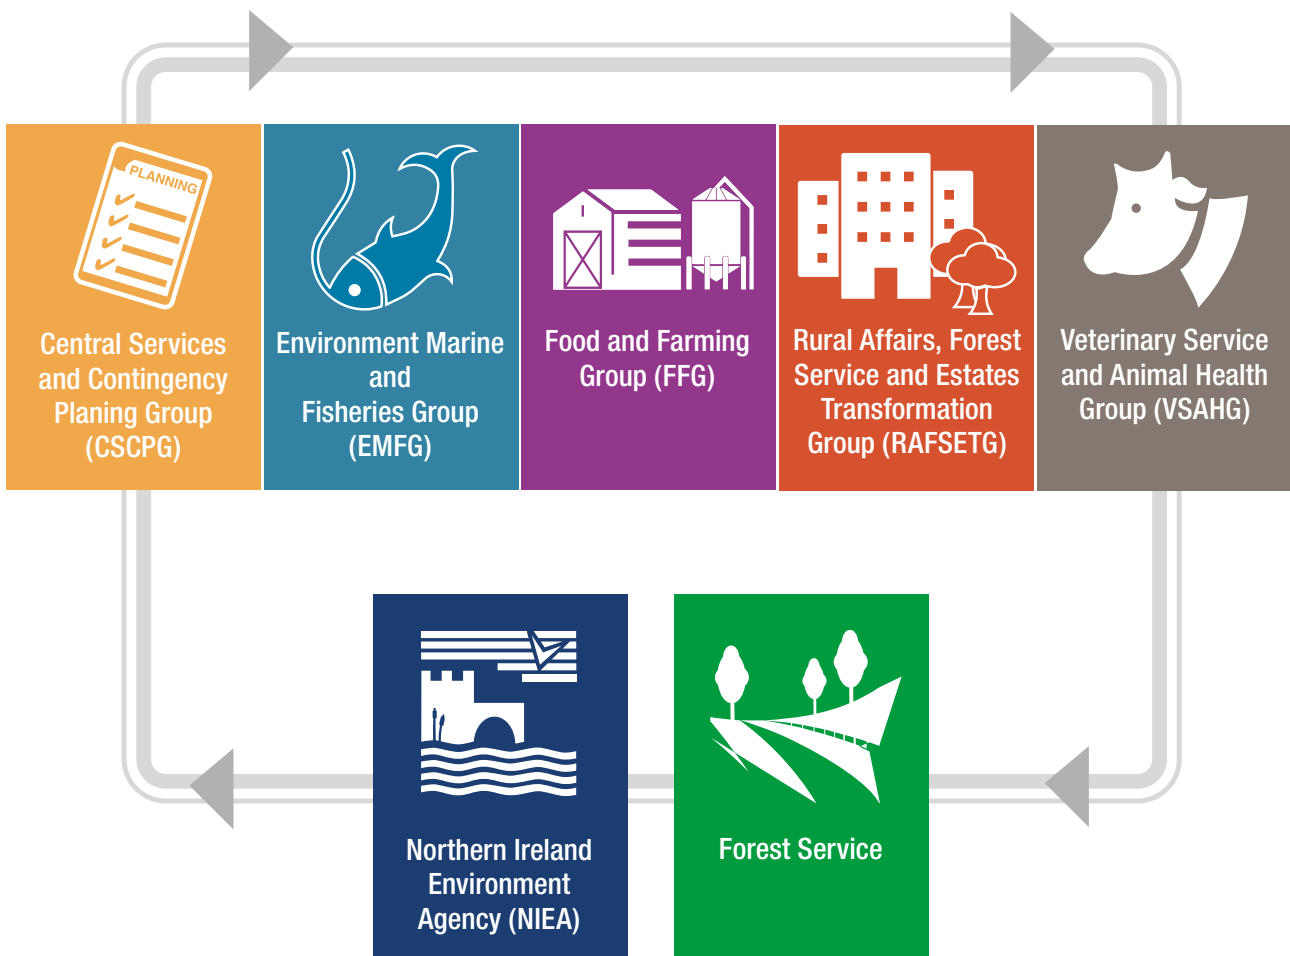 PLANNING
Central Services
and Contingency
Planing Group
(CSCPG)
Environment Marine
and
Fisheries Group
(EMFG)
Food and Farming
Group (FFG)
Rural Affairs, Forest
Service and Estates
Transformation
Group (RAFSETG)
Veterinary Service
and Animal Health
Group (VSAHG)
Northern Ireland
Environment
Agency (NIEA)
Forest Service